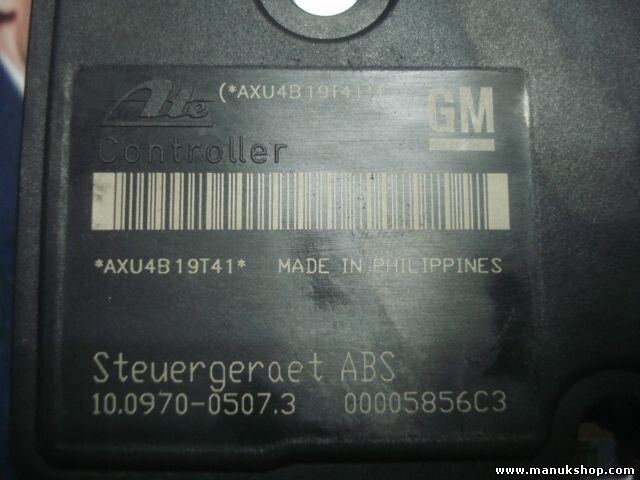 (*AXU4B19T41*)
Ate
GM
Controller
*AXU4B19T41* MADE IN PHILIPPINES
Steuergeraet ABS
10.0970-0507.3 00005856C3
www.manukshop.com